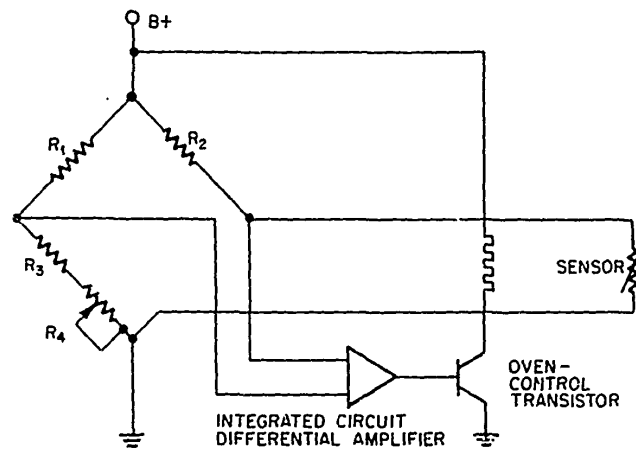 B+
R1
R2
R3
R4
SENSOR
OVEN-
CONTROL
TRANSISTOR
INTEGRATED CIRCUIT
DIFFERENTIAL AMPLIFIER